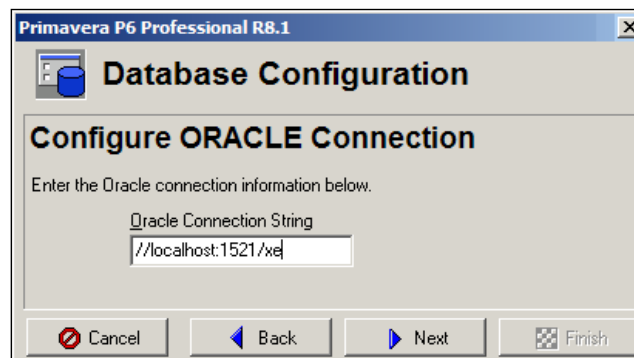 Primavera P6 Professional R8.1
Database Configuration
Configure ORACLE Connection
Enter the Oracle connection information below.
Oracle Connection String
//localhost:1521/xe
Cancel
Back
Next
Finish